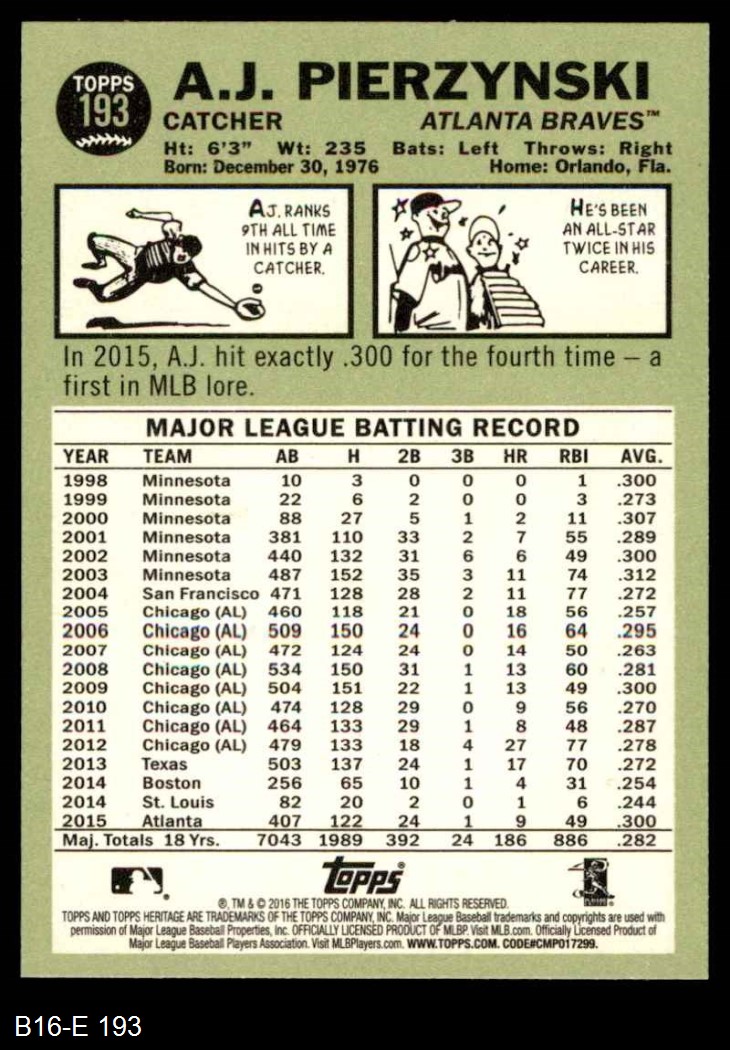 TOPPS
193
A.J. PIERZYNSKI
CATCHER ATLANTA BRAVES™
Ht: 6'3" Wt: 235 Bats: Left Throws: Right
Born: December 30, 1976 Home: Orlando, Fla.
A.J. RANKS
9TH ALL TIME
IN HITS BY A
CATCHER.
HE'S BEEN
AN ALL-STAR
TWICE IN HIS
CAREER.
In 2015, A.J. hit exactly .300 for the fourth time – a
first in MLB lore.
MAJOR LEAGUE BATTING RECORD
YEAR TEAM AB H 2B 3B HR RBI AVG.
1998 Minnesota 10 3 0 0 0 1 .300
1999 Minnesota 22 6 2 0 0 3 .273
2000 Minnesota 88 27 5 1 2 11 .307
2001 Minnesota 381 110 33 2 7 55 .289
2002 Minnesota 440 132 31 6 6 49 .300
2003 Minnesota 487 152 35 3 11 74 .312
2004 San Francisco 471 128 28 2 11 77 .272
2005 Chicago (AL) 460 118 21 0 18 56 .257
2006 Chicago (AL) 509 150 24 0 16 64 .295
2007 Chicago (AL) 472 124 24 0 14 50 .263
2008 Chicago (AL) 534 150 31 1 13 60 .281
2009 Chicago (AL) 504 151 22 1 13 49 .300
2010 Chicago (AL) 474 128 29 0 9 56 .270
2011 Chicago (AL) 464 133 29 1 8 48 .287
2012 Chicago (AL) 479 133 18 4 27 77 .278
2013 Texas 503 137 24 1 17 70 .272
2014 Boston 256 65 10 1 4 31 .254
2014 St. Louis 82 20 2 0 1 6 .244
2015 Atlanta 407 122 24 1 9 49 .300
Maj. Totals 18 Yrs. 7043 1989 392 24 186 886 .282
Topps®
®, TM & © 2016 THE TOPPS COMPANY, INC. ALL RIGHTS RESERVED.
TOPPS AND TOPPS HERITAGE ARE TRADEMARKS OF THE TOPPS COMPANY, INC. Major League Baseball trademarks and copyrights are used with
permission of Major League Baseball Properties, Inc. OFFICIALLY LICENSED PRODUCT OF MLBP. Visit MLB.com. Officially Licensed Product of
Major League Baseball Players Association. Visit MLBPlayers.com. WWW.TOPPS.COM. CODE#CMP017299.
B16-E 193